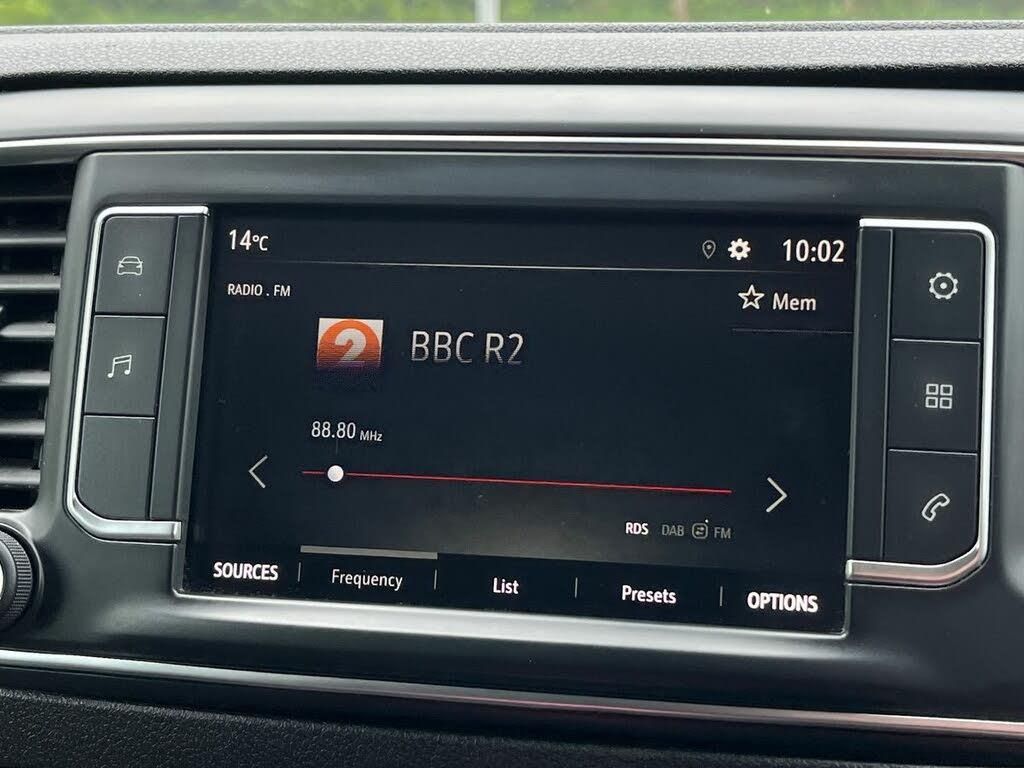 14°C
10:02
RADIO . FM
Mem
2
BBC R2
88.80 MHz
RDS DAB FM
SOURCES
Frequency
List
Presets
OPTIONS